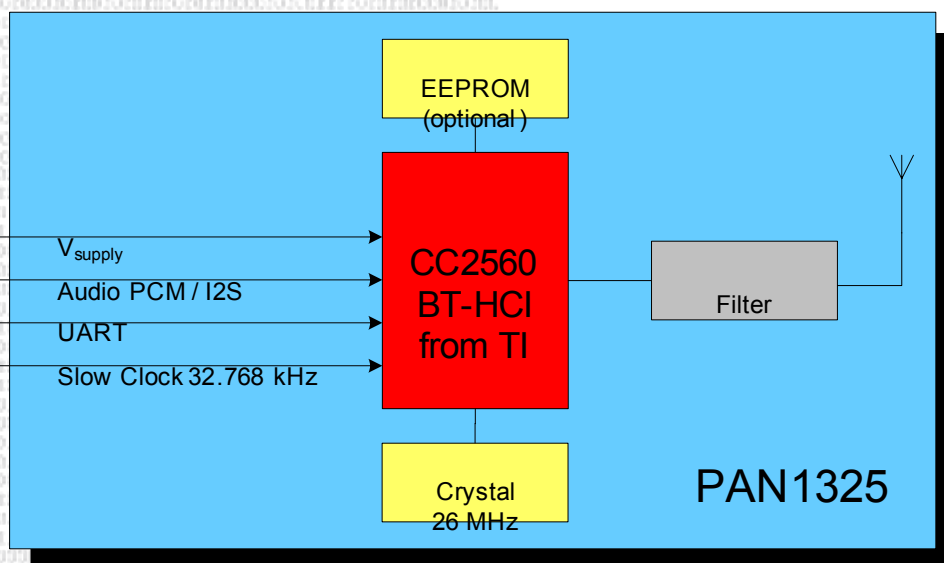 EEPROM
(optional )
V supply
Audio PCM / I2S
UART
Slow Clock 32.768 kHz
CC2560
BT-HCI
from TI
Filter
Crystal
26 MHz
PAN1325